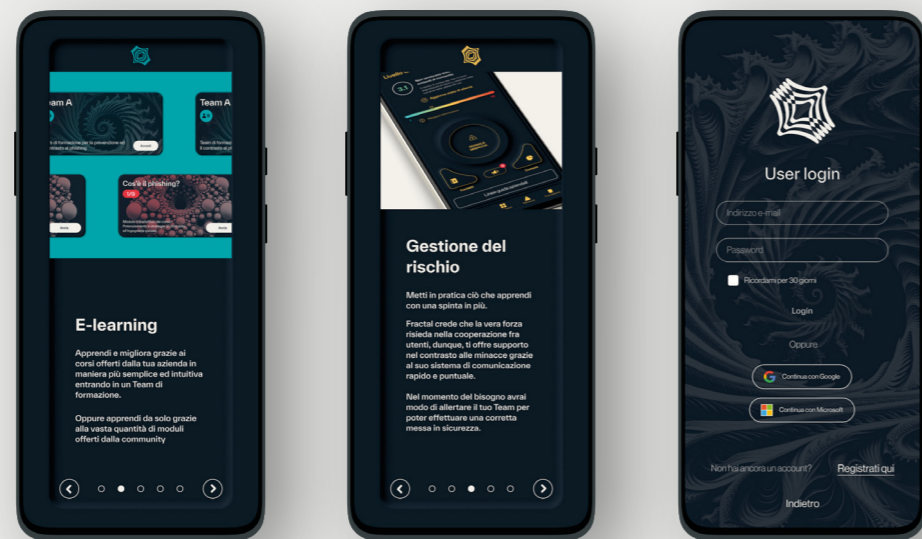 Team A
Team A
Accedi
Cos'è il phishing?
1/9
E-learning
Apprendi e migliora grazie ai
corsi offerti dalla tua azienda in
maniera più semplice ed intuitiva
entrando in un Team di
formazione.
Oppure apprendi da solo grazie
alla vasta quantità di moduli
offerti dalla community
3.1
Gestione del
rischio
Metti in pratica ciò che apprendi
con una spinta in più.
Fractal crede che la vera forza
risieda nella cooperazione fra
utenti, dunque, ti offre supporto
nel contrasto alle minacce grazie
al suo sistema di comunicazione
rapido e puntuale.
Nel momento del bisogno avrai
modo di allertare il tuo Team per
poter effettuare una corretta
messa in sicurezza.
User login
Indirizzo e-mail
Password
Ricordami per 30 giorni
Login
Oppure
Continua con Google
Continua con Microsoft
Non hai ancora un account? Registrati qui
Indietro